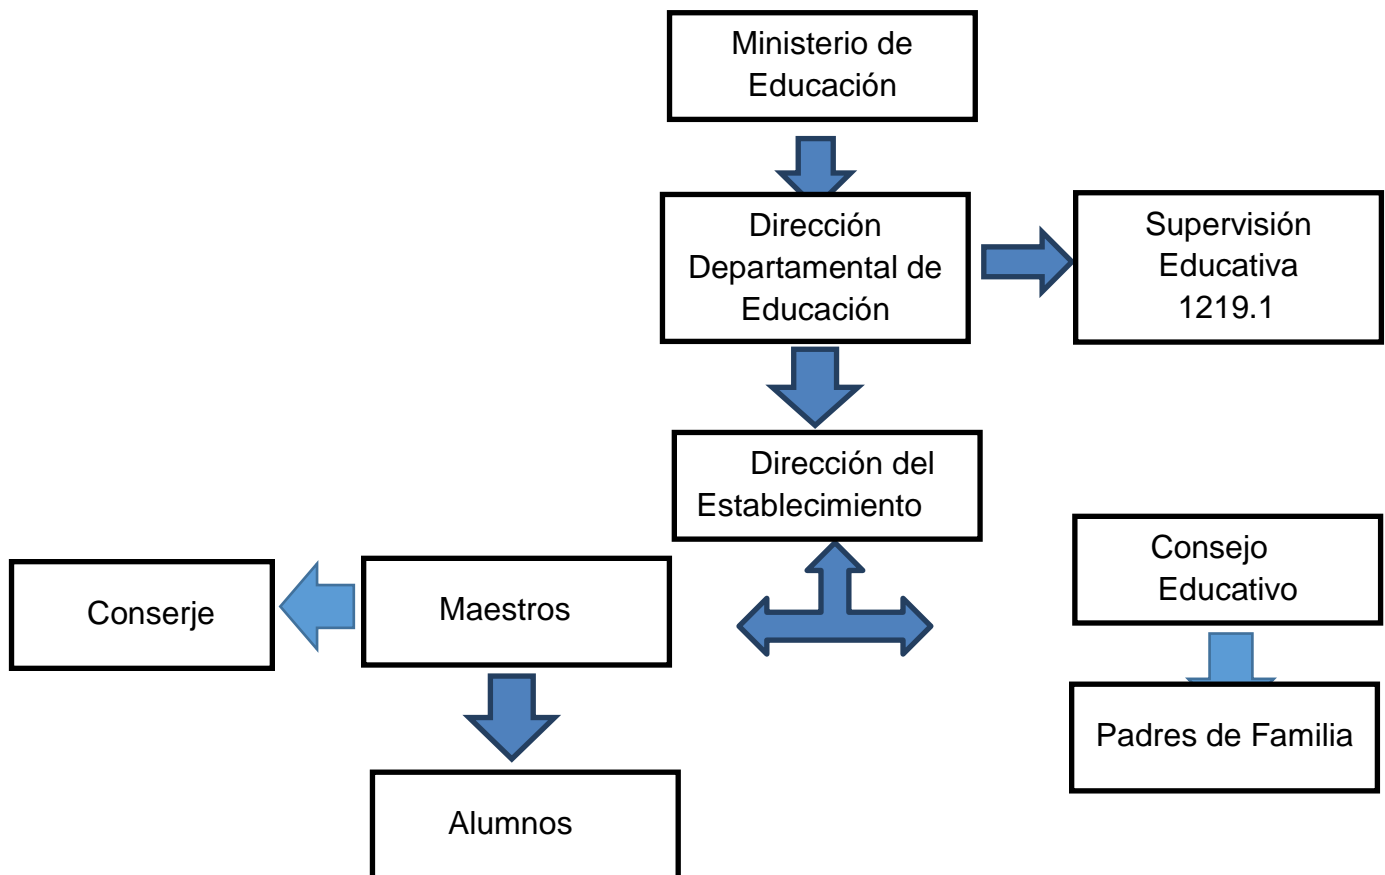 Ministerio de
Educación
Dirección
Departamental de
Educación
Supervisión
Educativa
1219.1
Dirección del
Establecimiento
Consejo
Educativo
Conserje
Maestros
Padres de Familia
Alumnos